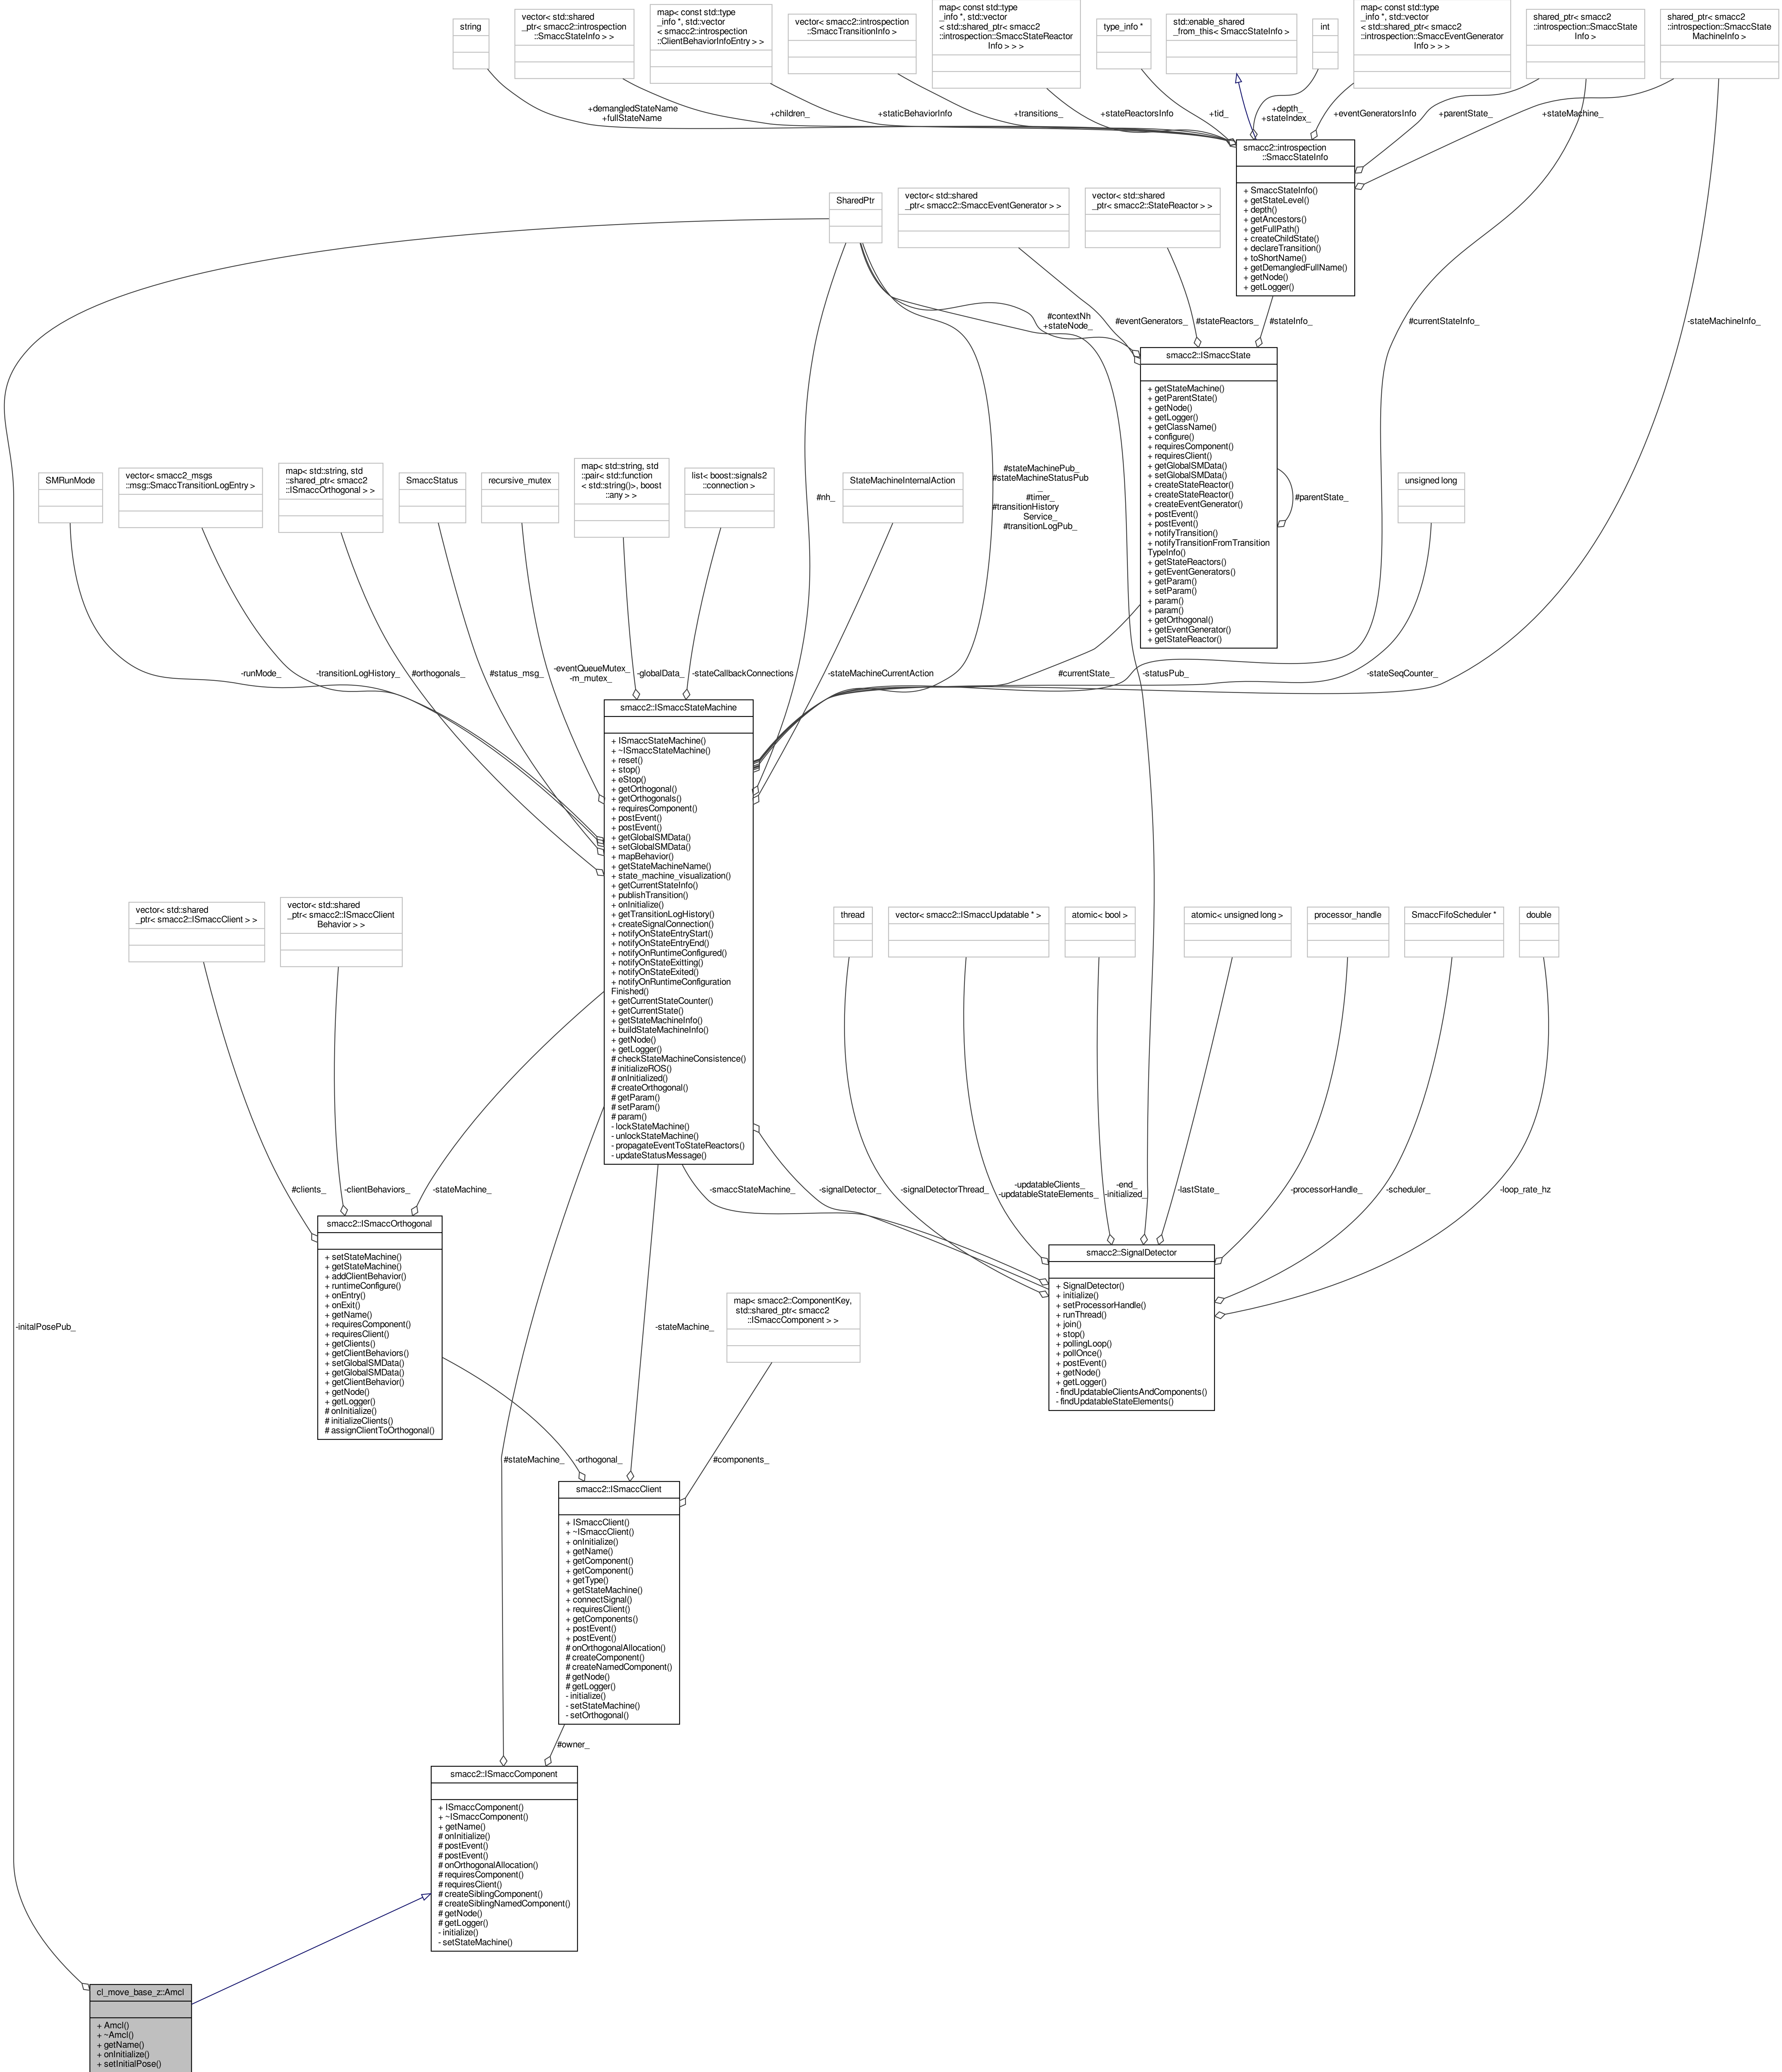 string
vector< std::shared
_ptr< smacc2::introspection
::SmaccStateInfo > >
map< const std::type
_info *, std::vector
< smacc2::introspection
::ClientBehaviorInfoEntry > >
vector< smacc2::introspection
::SmaccTransitionInfo >
map< const std::type
_info *, std::vector
< std::shared_ptr< smacc2
::introspection::SmaccStateReactor
Info > > >
type_info *
std::enable_shared
_from_this< SmaccStateInfo >
int
map< const std::type
_info *, std::vector
< std::shared_ptr< smacc2
::introspection::SmaccEventGenerator
Info > > >
shared_ptr< smacc2
::introspection::SmaccState
Info >
shared_ptr< smacc2
::introspection::SmaccState
MachineInfo >
+demangledStateName
+fullStateName
+children_
+staticBehaviorInfo
+transitions_
+stateReactorsInfo
+tid_
+depth_
+stateIndex_
+eventGeneratorsInfo
+parentState_
+stateMachine_
smacc2::introspection
::SmaccStateInfo
+ SmaccStateInfo()
+ getStateLevel()
+ depth()
+ getAncestors()
+ getFullPath()
+ createChildState()
+ declareTransition()
+ toShortName()
+ getDemangledFullName()
+ getNode()
+ getLogger()
SharedPtr
vector< std::shared
_ptr< smacc2::SmaccEventGenerator > >
vector< std::shared
_ptr< smacc2::StateReactor > >
#contextNh
+stateNode_
#eventGenerators_
#stateReactors_
#stateInfo_
#currentStateInfo_
-stateMachineInfo_
smacc2::ISmaccState
+ getStateMachine()
+ getParentState()
+ getNode()
+ getLogger()
+ getClassName()
+ configure()
+ requiresComponent()
+ requiresClient()
+ getGlobalSMData()
+ setGlobalSMData()
+ createStateReactor()
+ createStateReactor()
+ createEventGenerator()
+ postEvent()
+ postEvent()
+ notifyTransition()
+ notifyTransitionFromTransition
TypeInfo()
+ getStateReactors()
+ getEventGenerators()
+ getParam()
+ setParam()
+ param()
+ param()
+ getOrthogonal()
+ getEventGenerator()
+ getStateReactor()
#parentState_
SMRunMode
vector< smacc2_msgs
::msg::SmaccTransitionLogEntry >
map< std::string, std
::shared_ptr< smacc2
::ISmaccOrthogonal > >
SmaccStatus
recursive_mutex
map< std::string, std
::pair< std::function
< std::string()>, boost
::any > >
list< boost::signals2
::connection >
#nh_
StateMachineInternalAction
#stateMachinePub_
#stateMachineStatusPub
_
#timer_
#transitionHistory
Service_
#transitionLogPub_
unsigned long
-runMode_
-transitionLogHistory_
#orthogonals_
#status_msg_
-eventQueueMutex_
-m_mutex_
-globalData_
-stateCallbackConnections
-stateMachineCurrentAction
#currentState_
-statusPub_
-stateSeqCounter_
smacc2::ISmaccStateMachine
+ ISmaccStateMachine()
+ ~ISmaccStateMachine()
+ reset()
+ stop()
+ eStop()
+ getOrthogonal()
+ getOrthogonals()
+ requiresComponent()
+ postEvent()
+ postEvent()
+ getGlobalSMData()
+ setGlobalSMData()
+ mapBehavior()
+ getStateMachineName()
+ state_machine_visualization()
+ getCurrentStateInfo()
+ publishTransition()
+ onInitialize()
+ getTransitionLogHistory()
+ createSignalConnection()
+ notifyOnStateEntryStart()
+ notifyOnStateEntryEnd()
+ notifyOnRuntimeConfigured()
+ notifyOnStateExitting()
+ notifyOnStateExited()
+ notifyOnRuntimeConfiguration
Finished()
+ getCurrentStateCounter()
+ getCurrentState()
+ getStateMachineInfo()
+ buildStateMachineInfo()
+ getNode()
+ getLogger()
# checkStateMachineConsistence()
# initializeROS()
# onInitialized()
# createOrthogonal()
# getParam()
# setParam()
# param()
- lockStateMachine()
- unlockStateMachine()
- propagateEventToStateReactors()
- updateStatusMessage()
vector< std::shared
_ptr< smacc2::ISmaccClient > >
vector< std::shared
_ptr< smacc2::ISmaccClient
Behavior > >
thread
vector< smacc2::ISmaccUpdatable * >
atomic< bool >
atomic< unsigned long >
processor_handle
SmaccFifoScheduler *
double
#clients_
-clientBehaviors_
-stateMachine_
-smaccStateMachine_
-signalDetector_
-signalDetectorThread_
-updatableClients_
-updatableStateElements_
-end_
-initialized_
-lastState_
-processorHandle_
-scheduler_
-loop_rate_hz
smacc2::ISmaccOrthogonal
+ setStateMachine()
+ getStateMachine()
+ addClientBehavior()
+ runtimeConfigure()
+ onEntry()
+ onExit()
+ getName()
+ requiresComponent()
+ requiresClient()
+ getClients()
+ getClientBehaviors()
+ setGlobalSMData()
+ getGlobalSMData()
+ getClientBehavior()
+ getNode()
+ getLogger()
# onInitialize()
# initializeClients()
# assignClientToOrthogonal()
smacc2::SignalDetector
+ SignalDetector()
+ initialize()
+ setProcessorHandle()
+ runThread()
+ join()
+ stop()
+ pollingLoop()
+ pollOnce()
+ postEvent()
+ getNode()
+ getLogger()
- findUpdatableClientsAndComponents()
- findUpdatableStateElements()
-initalPosePub_
-stateMachine_
map< smacc2::ComponentKey,
std::shared_ptr< smacc2
::ISmaccComponent > >
#stateMachine_
-orthogonal_
#components_
smacc2::ISmaccClient
+ ISmaccClient()
+ ~ISmaccClient()
+ onInitialize()
+ getName()
+ getComponent()
+ getComponent()
+ getType()
+ getStateMachine()
+ connectSignal()
+ requiresClient()
+ getComponents()
+ postEvent()
+ postEvent()
# onOrthogonalAllocation()
# createComponent()
# createNamedComponent()
# getNode()
# getLogger()
- initialize()
- setStateMachine()
- setOrthogonal()
#owner_
smacc2::ISmaccComponent
+ ISmaccComponent()
+ ~ISmaccComponent()
+ getName()
# onInitialize()
# postEvent()
# postEvent()
# onOrthogonalAllocation()
# requiresComponent()
# requiresClient()
# createSiblingComponent()
# createSiblingNamedComponent()
# getNode()
# getLogger()
- initialize()
- setStateMachine()
cl_move_base_z::Amcl
+ Amcl()
+ ~Amcl()
+ getName()
+ onInitialize()
+ setInitialPose()